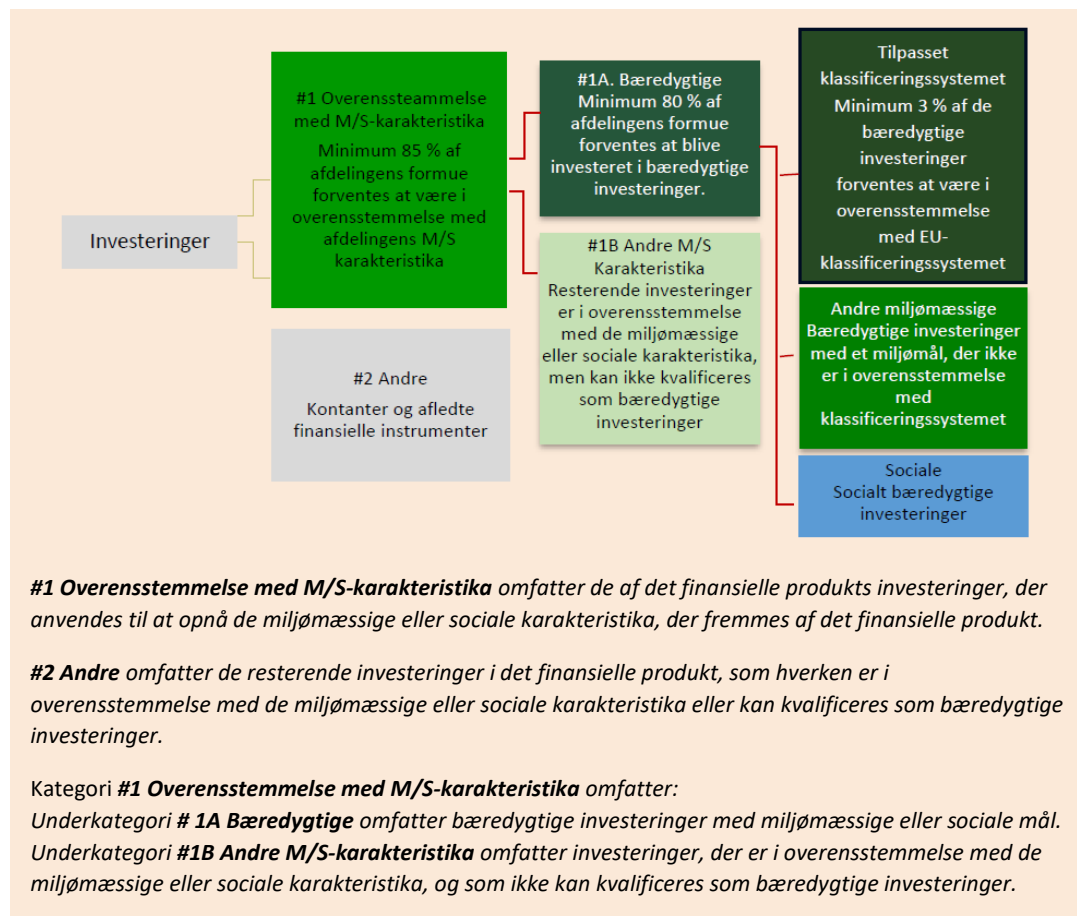 Investeringer
#1 Overenssteammelse
med M/S-karakteristika
Minimum 85 % af
afdelingens formue
forventes at være i
overensstemmelse med
afdelingens M/S
karakteristika
#2 Andre
Kontanter og afledte
finansielle instrumenter
#1A. Bæredygtige
Minimum 80 % af
afdelingens formue
forventes at blive
investeret i bæredygtige
investeringer.
#1B Andre M/S
Karakteristika
Resterende investeringer
er i overensstemmelse
med de miljømæssige
eller sociale karakteristika,
men kan ikke kvalificeres
som bæredygtige
investeringer
Tilpasset
klassificeringssystemet
Minimum 3 % af de
bæredygtige
investeringer
forventes at være i
overensstemmelse
med EU-
klassificeringssystemet
Andre miljømæssige
Bæredygtige investeringer
med et miljømål, der ikke
er i overensstemmelse
med
klassificeringssystemet
Sociale
Socialt bæredygtige
investeringer
#1 Overensstemmelse med M/S-karakteristika omfatter de af det finansielle produkts investeringer, der
anvendes til at opnå de miljømæssige eller sociale karakteristika, der fremmes af det finansielle produkt.
#2 Andre omfatter de resterende investeringer i det finansielle produkt, som hverken er i
overensstemmelse med de miljømæssige eller sociale karakteristika eller kan kvalificeres som bæredygtige
investeringer.
Kategori #1 Overensstemmelse med M/S-karakteristika omfatter:
Underkategori # 1A Bæredygtige omfatter bæredygtige investeringer med miljømæssige eller sociale mål.
Underkategori #1B Andre M/S-karakteristika omfatter investeringer, der er i overensstemmelse med de
miljømæssige eller sociale karakteristika, og som ikke kan kvalificeres som bæredygtige investeringer.